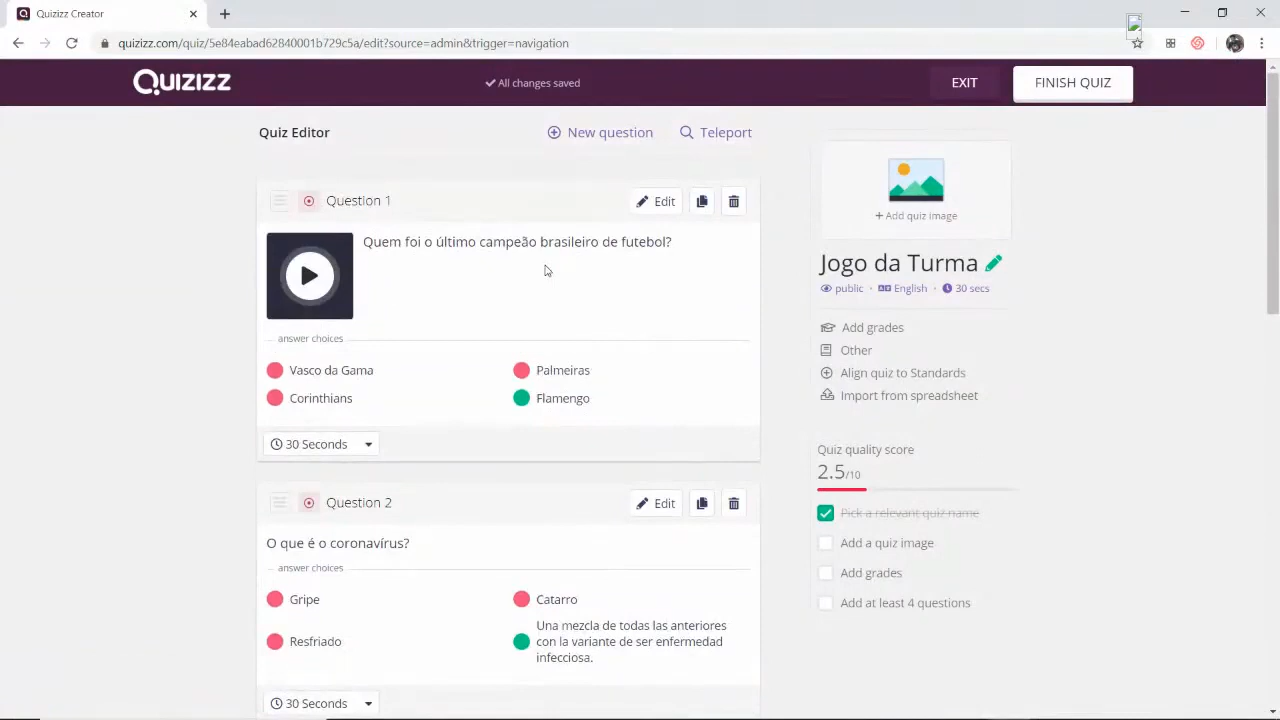 Quizizz Creator
quizizz.com/quiz/5e84eabad62840001b729c5a/edit?source=admin&trigger=navigation
QUIZIZZ
All changes saved
EXIT
FINISH QUIZ
Quiz Editor
New question
Teleport
Question 1
Edit
Quem foi o último campeão brasileiro de futebol?
answer choices
Vasco da Gama
Palmeiras
Corinthians
Flamengo
30 Seconds
Question 2
Edit
O que é o coronavírus?
answer choices
Gripe
Catarro
Resfriado
Una mezcla de todas las anteriores
con la variante de ser enfermedad
infecciosa.
30 Seconds
+ Add quiz image
Jogo da Turma
public · English · 30 secs
Add grades
Other
Align quiz to Standards
Import from spreadsheet
Quiz quality score
2.5/10
Pick a relevant quiz name
Add a quiz image
Add grades
Add at least 4 questions